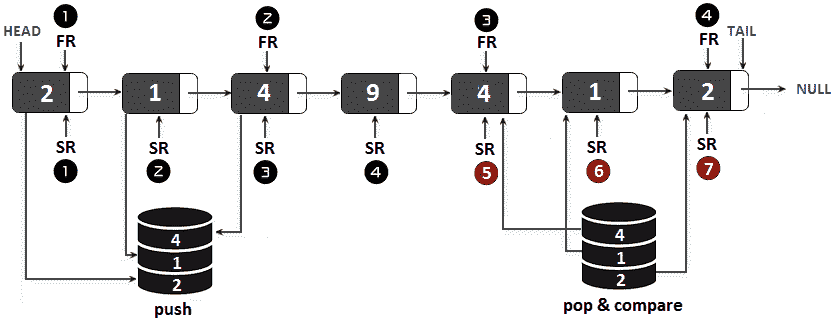 1 2 3 4
HEAD FR FR FR FR TAIL
2 1 4 9 4 1 2 NULL
SR SR SR SR SR SR SR
1 2 3 4 5 6 7
4 4
1 1
2 2
push pop & compare